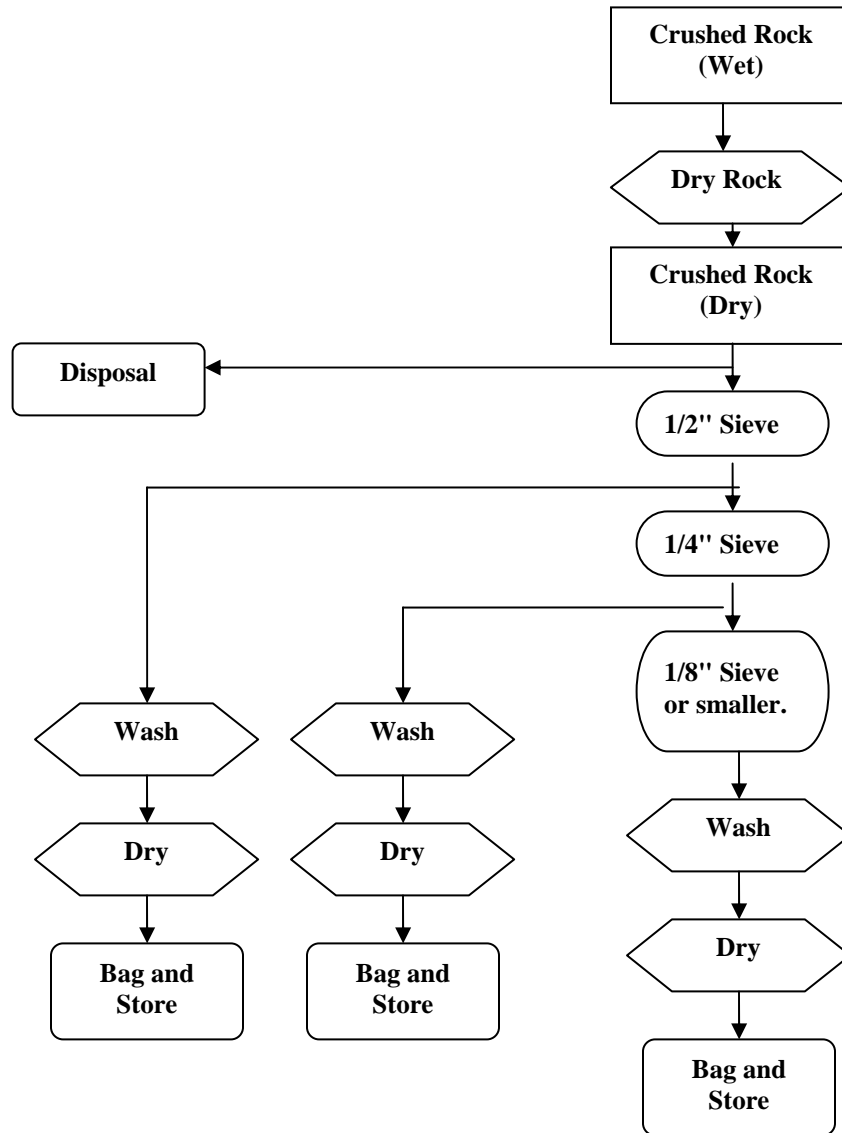 Crushed Rock
(Wet)
Dry Rock
Crushed Rock
(Dry)
Disposal
1/2" Sieve
1/4" Sieve
1/8" Sieve
or smaller.
Wash
Wash
Wash
Dry
Dry
Dry
Bag and
Store
Bag and
Store
Bag and
Store